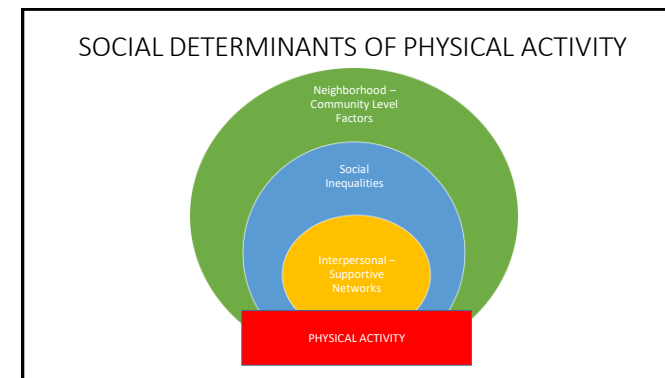 SOCIAL DETERMINANTS OF PHYSICAL ACTIVITY
Neighborhood –
Community Level
Factors
Social
Inequalities
Interpersonal –
Supportive
Networks
PHYSICAL ACTIVITY